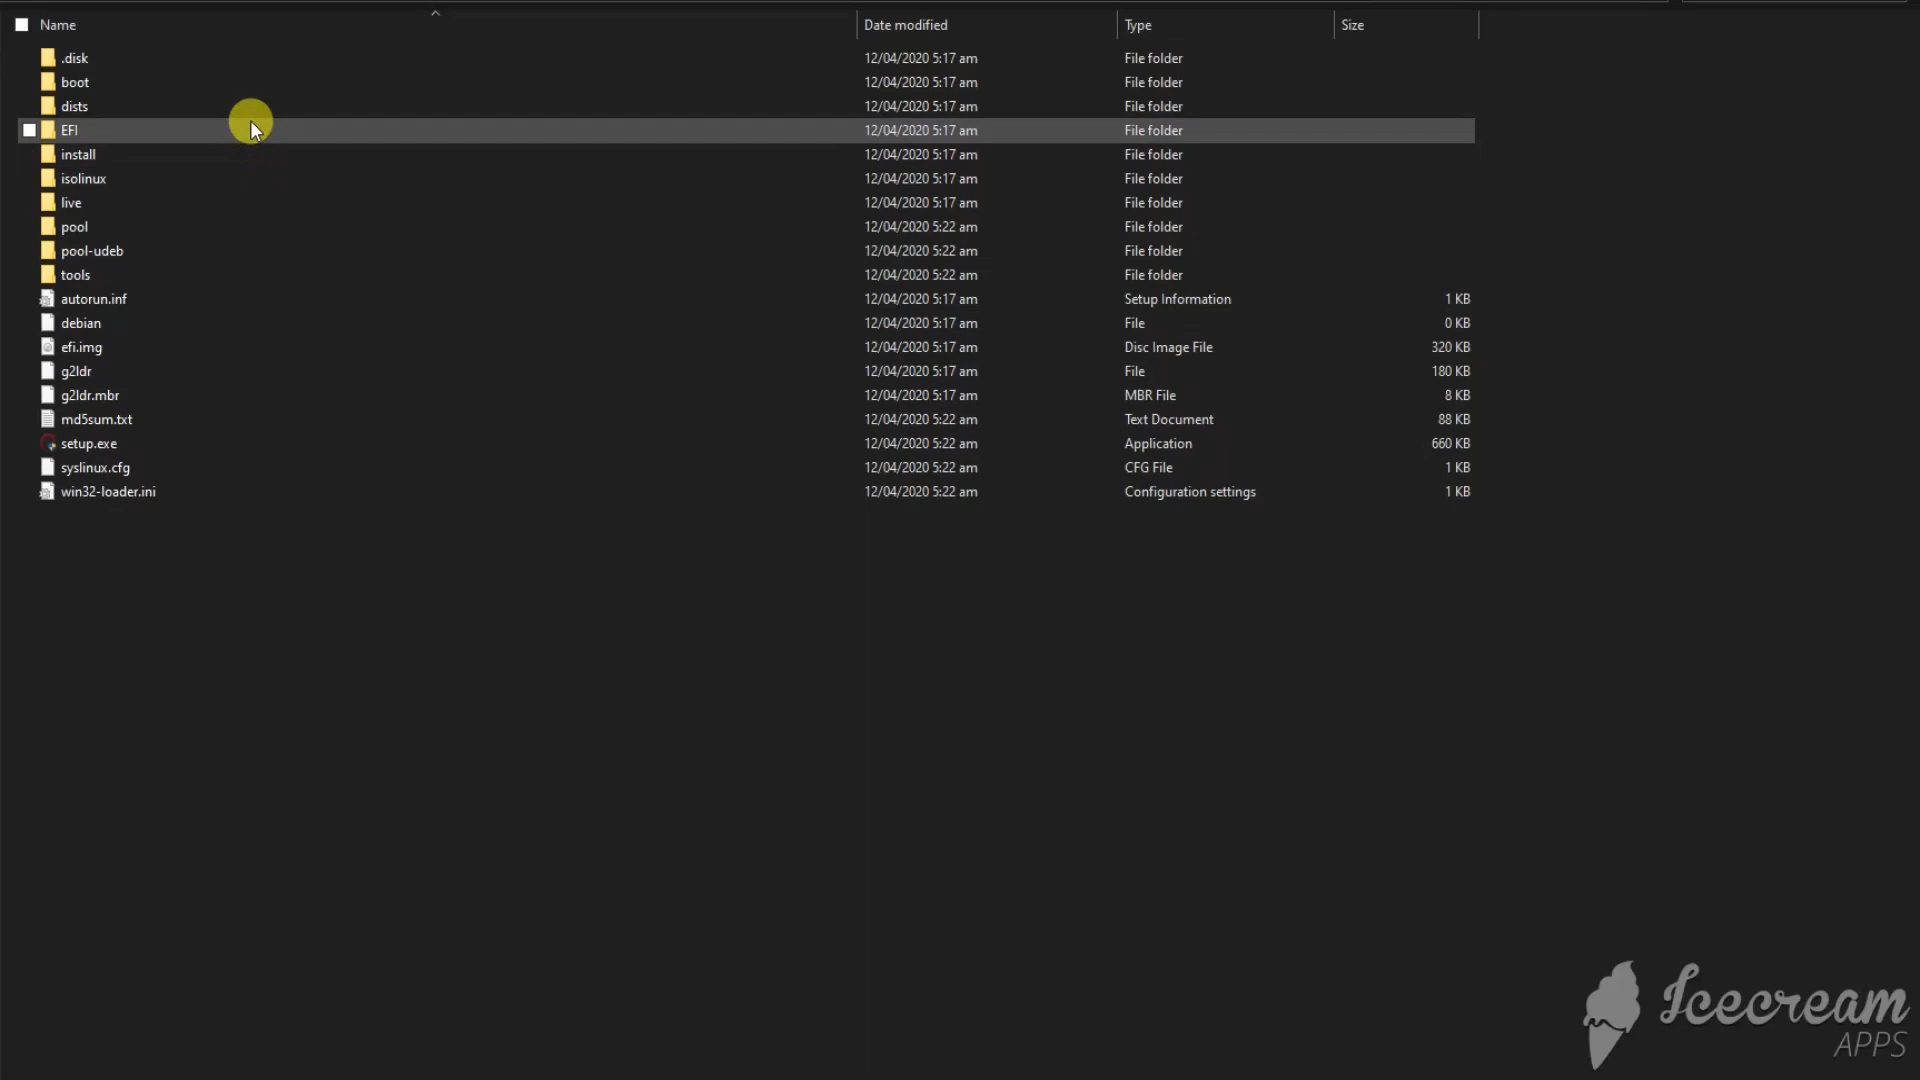 Name Date modified Type Size
.disk 12/04/2020 5:17 am File folder
boot 12/04/2020 5:17 am File folder
dists 12/04/2020 5:17 am File folder
EFI 12/04/2020 5:17 am File folder
install 12/04/2020 5:17 am File folder
isolinux 12/04/2020 5:17 am File folder
live 12/04/2020 5:17 am File folder
pool 12/04/2020 5:22 am File folder
pool-udeb 12/04/2020 5:22 am File folder
tools 12/04/2020 5:22 am File folder
autorun.inf 12/04/2020 5:17 am Setup Information 1 KB
debian 12/04/2020 5:17 am File 0 KB
efi.img 12/04/2020 5:17 am Disc Image File 320 KB
g2ldr 12/04/2020 5:17 am File 180 KB
g2ldr.mbr 12/04/2020 5:17 am MBR File 8 KB
md5sum.txt 12/04/2020 5:22 am Text Document 88 KB
setup.exe 12/04/2020 5:22 am Application 660 KB
syslinux.cfg 12/04/2020 5:22 am CFG File 1 KB
win32-loader.ini 12/04/2020 5:22 am Configuration settings 1 KB
Icecream
APPS